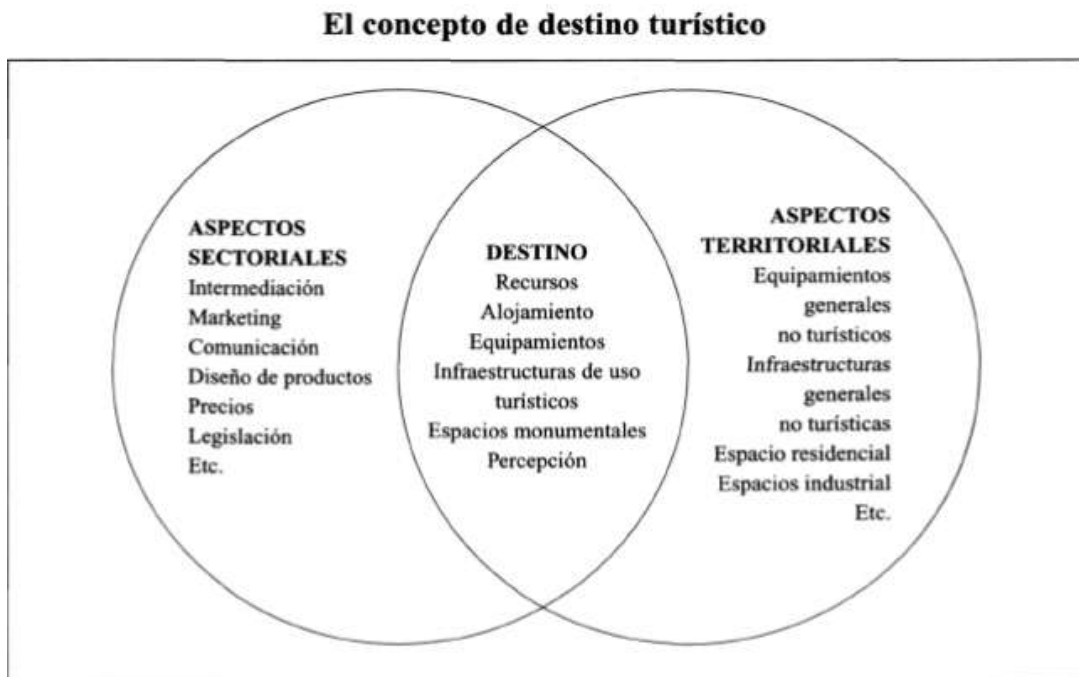 El concepto de destino turístico
ASPECTOS
SECTORIALES
Intermediación
Marketing
Comunicación
Diseño de productos
Precios
Legislación
Etc.
DESTINO
Recursos
Alojamiento
Equipamientos
Infraestructuras de uso
turísticos
Espacios monumentales
Percepción
ASPECTOS
TERRITORIALES
Equipamientos
generales
no turísticos
Infraestructuras
generales
no turísticas
Espacio residencial
Espacios industrial
Etc.